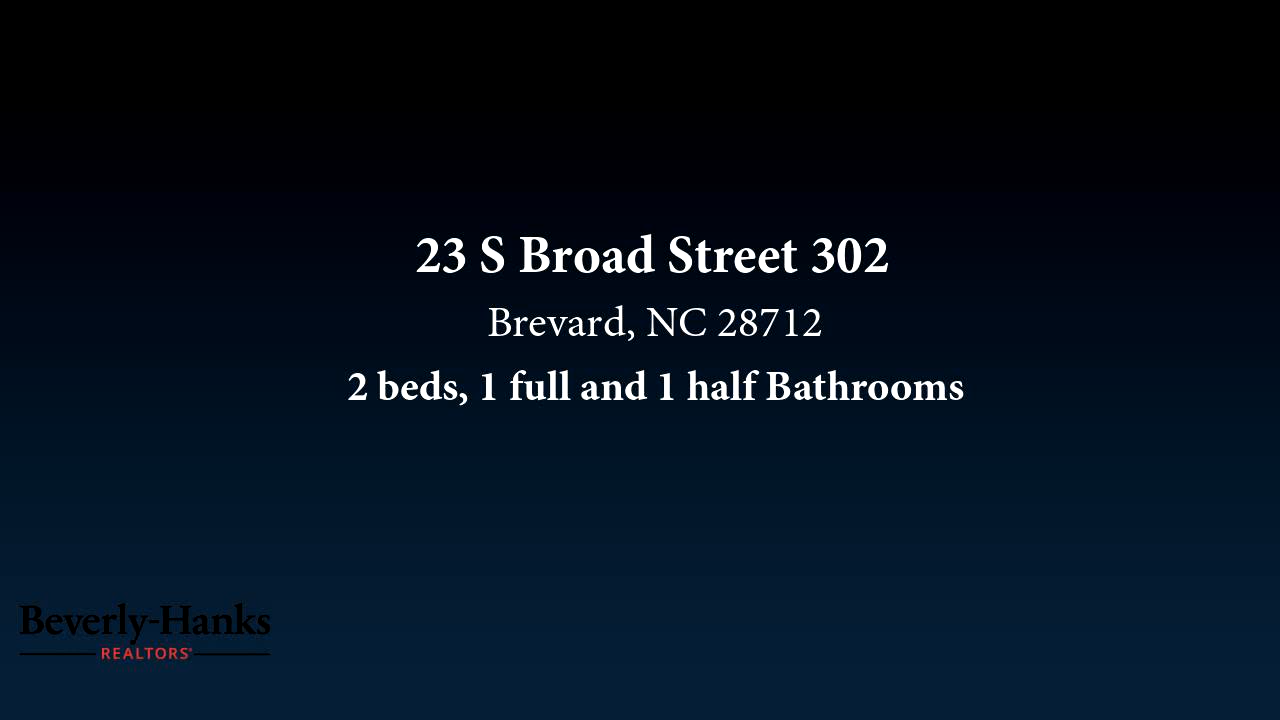 23 S Broad Street 302
Brevard, NC 28712
2 beds, 1 full and 1 half Bathrooms
Beverly-Hanks
REALTORS®